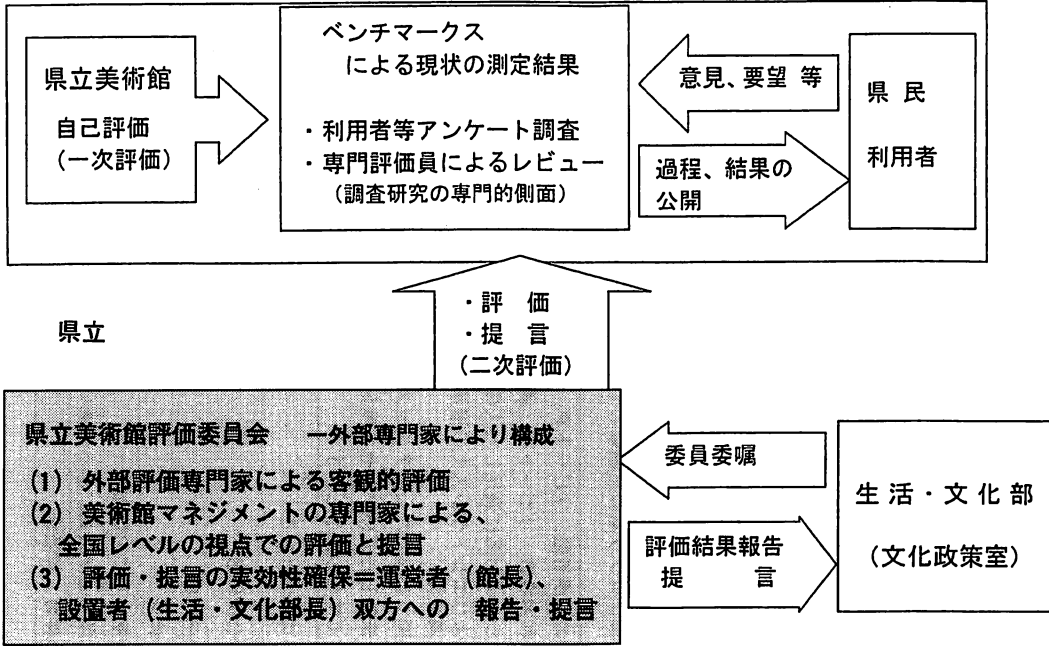 県立美術館
自己評価
(一次評価)
ベンチマークス
による現状の測定結果
・利用者等アンケート調査
・専門評価員によるレビュー
(調査研究の専門的側面)
意見、要望 等
過程、結果の
公開
県 民
利用者
・評 価
・提 言
(二次評価)
県立
県立美術館評価委員会 ー外部専門家により構成
(1) 外部評価専門家による客観的評価
(2) 美術館マネジメントの専門家による、
全国レベルの視点での評価と提言
(3) 評価・提言の実効性確保=運営者(館長)、
設置者(生活・文化部長)双方への 報告・提言
委員委嘱
評価結果報告
提 言
生活・文化部
(文化政策室)